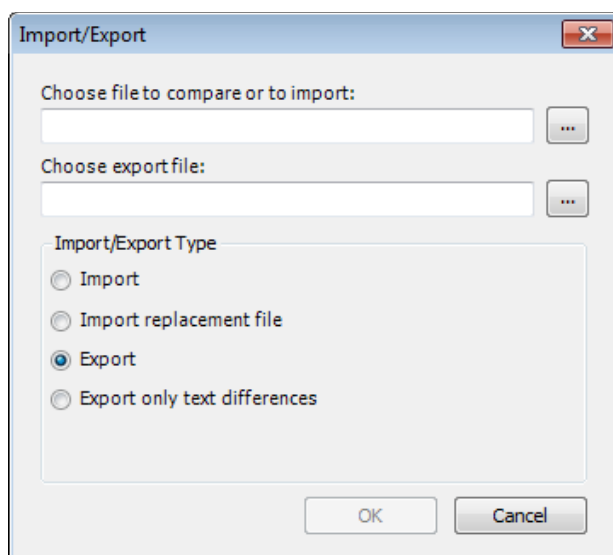 Import/Export
Choose file to compare or to import:
...
Choose export file:
...
Import/Export Type
Import
Import replacement file
Export
Export only text differences
OK
Cancel